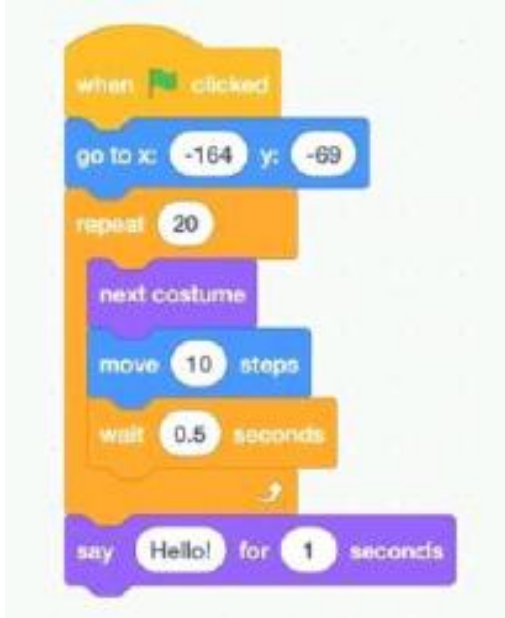 when clicked
go to x: -164 y: -69
repeat 20
next costume
move 10 steps
wait 0.5 seconds
say Hello! for 1 seconds